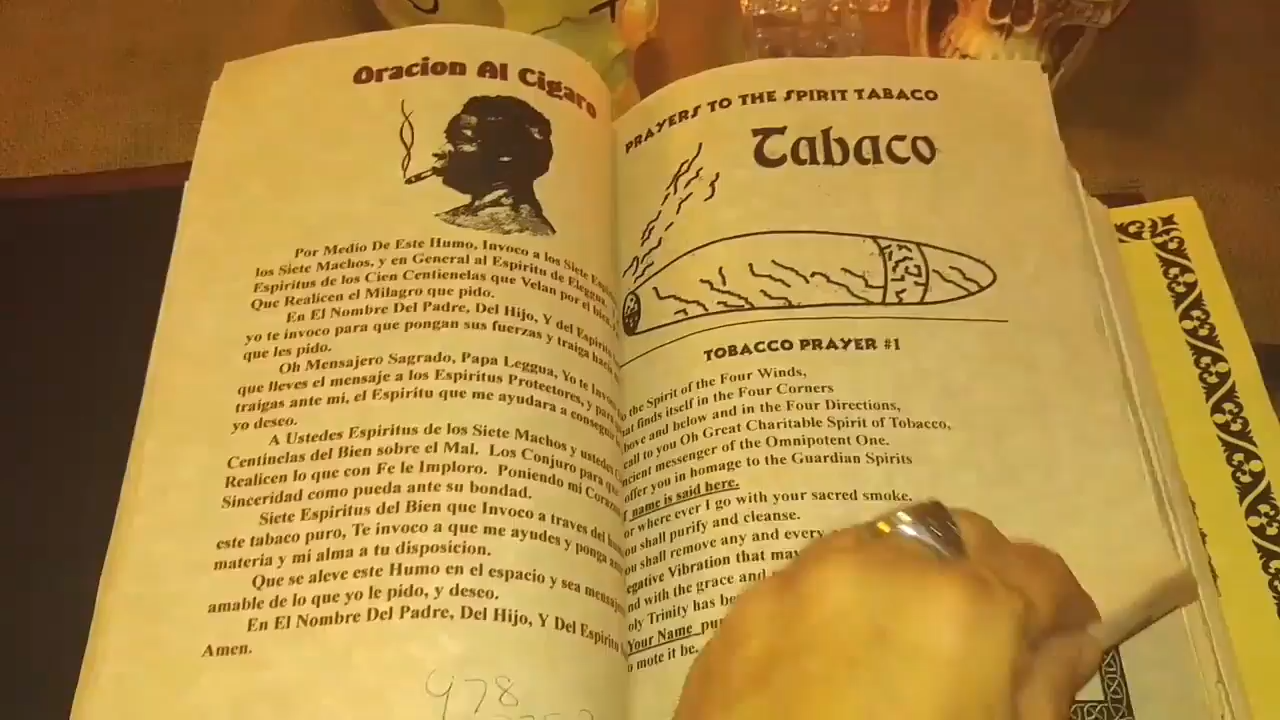 Oracion Al Cigaro
Por Medio De Este Humo, Invoco a los Siete
los Siete Machos, y en General al Espiritu de Eleggua,
Espiritus de los Cien Centienelas que Velan por el bien,
Que Realicen el Milagro que pido.
En El Nombre Del Padre, Del Hijo, Y del Espiritu
yo te invoco para que pongan sus fuerzas y traiga hacia
que les pido.
Oh Mensajero Sagrado, Papa Leggua, Yo te
que lleves el mensaje a los Espiritus Protectores, y
traigas ante mi, el Espiritu que me ayudara a conseguir
yo deseo.
A Ustedes Espiritus de los Siete Machos y ustedes
Centinelas del Bien sobre el Mal. Los Conjuro para que
Realizen lo que con Fe le Imploro. Poniendo mi
Sinceridad como pueda ante su bondad.
Siete Espiritus del Bien que Invoco a traves del
este tabaco puro, Te invoco a que me ayudes y ponga
materia y mi alma a tu disposicion.
Que se aleve este Humo en el espacio y sea
amable de lo que yo le pido, y deseo.
En El Nombre Del Padre, Del Hijo, Y Del Espiritu
Amen.
478
PRAYERS TO THE SPIRIT TABACO
Tabaco
TOBACCO PRAYER #1
the Spirit of the Four Winds,
finds itself in the Four Corners
and below and in the Four Directions,
call to you Oh Great Charitable Spirit of Tobacco,
messenger of the Omnipotent One.
offer you in homage to the Guardian Spirits
name is said here.
or where ever I go with your sacred smoke,
shall purify and cleanse.
shall remove any and every
Vibration that may
with the grace and
Trinity has
Your Name
mote it be.